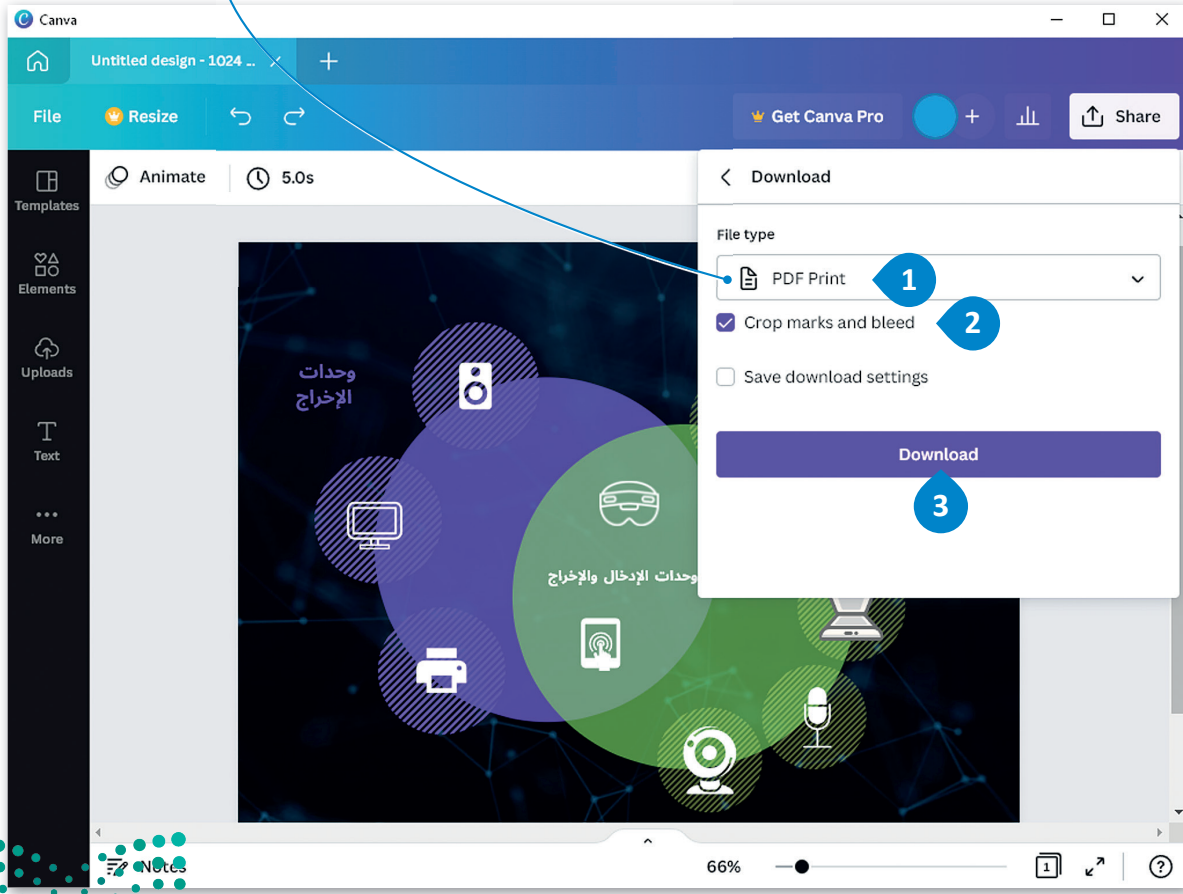 Canva
Untitled design - 1024 ...
File
Resize
Get Canva Pro
Share
Templates
Animate
5.0s
Download
File type
PDF Print
1
Crop marks and bleed
2
Save download settings
Download
3
Elements
Uploads
Text
More
وحدات
الإخراج
وحدات الإدخال والإخراج
Notes
66%
1
?